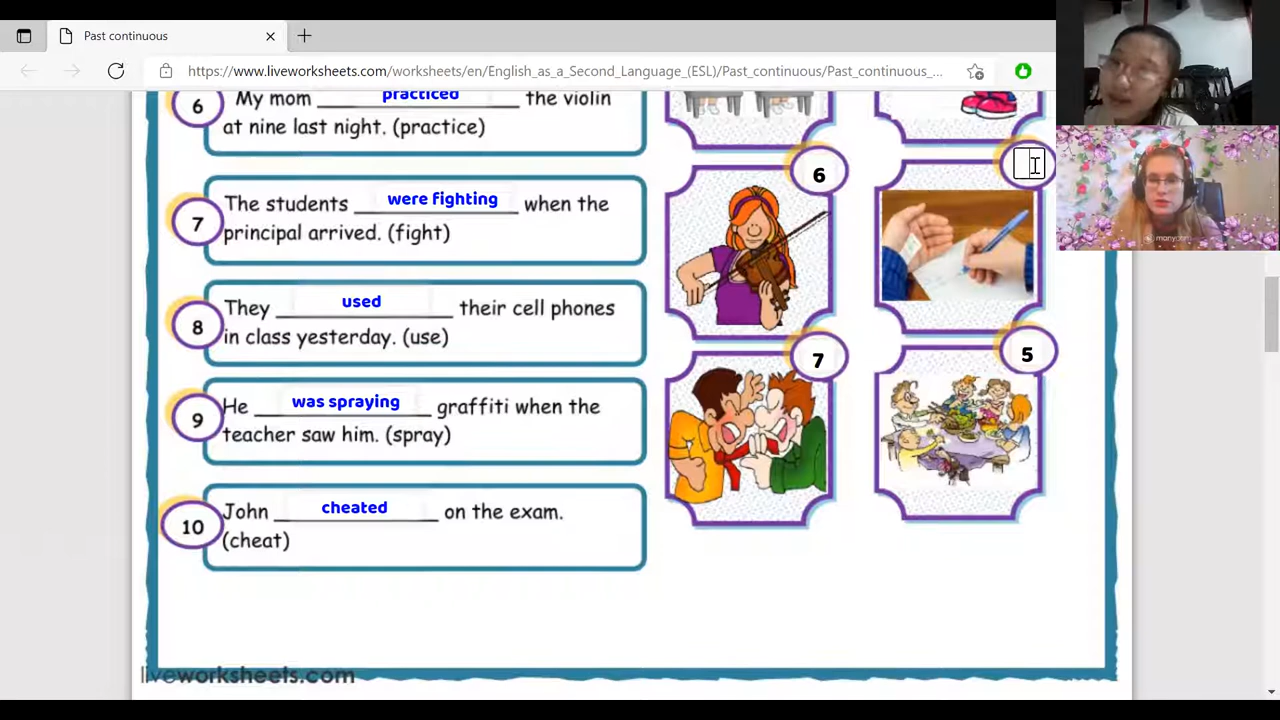 Past continuous
https://www.liveworksheets.com/worksheets/en/English_as_a_Second_Language_(ESL)/Past_continuous/Past_continuous_...
6
My mom practiced the violin
at nine last night. (practice)
7
The students were fighting when the
principal arrived. (fight)
8
They used their cell phones
in class yesterday. (use)
9
He was spraying graffiti when the
teacher saw him. (spray)
10
John cheated on the exam.
(cheat)
6
7
5
liveworksheets.com
manycam